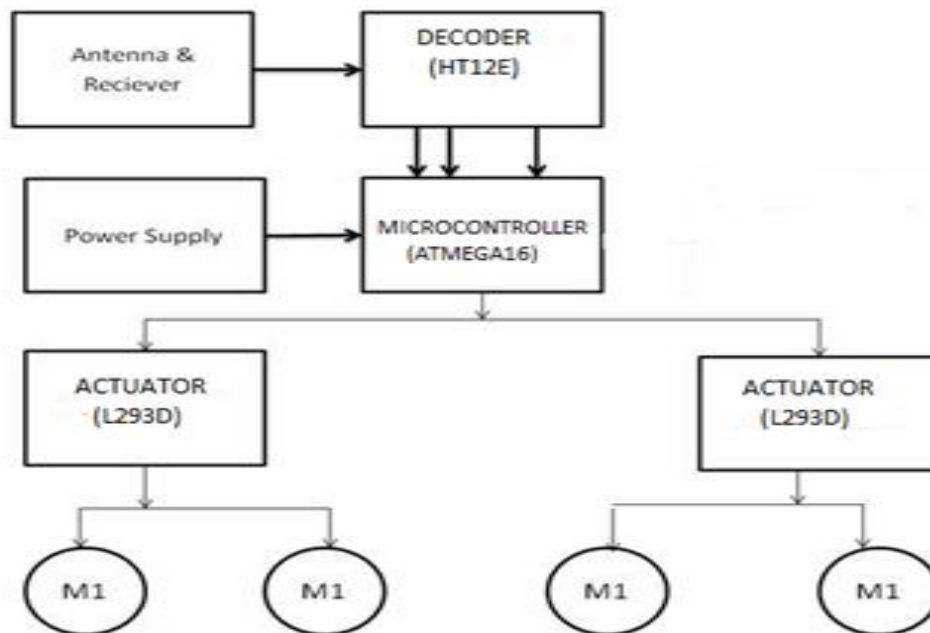 Antenna &
Reciever
DECODER
(HT12E)
Power Supply
MICROCONTROLLER
(ATMEGA16)
ACTUATOR
(L293D)
ACTUATOR
(L293D)
M1
M1
M1
M1